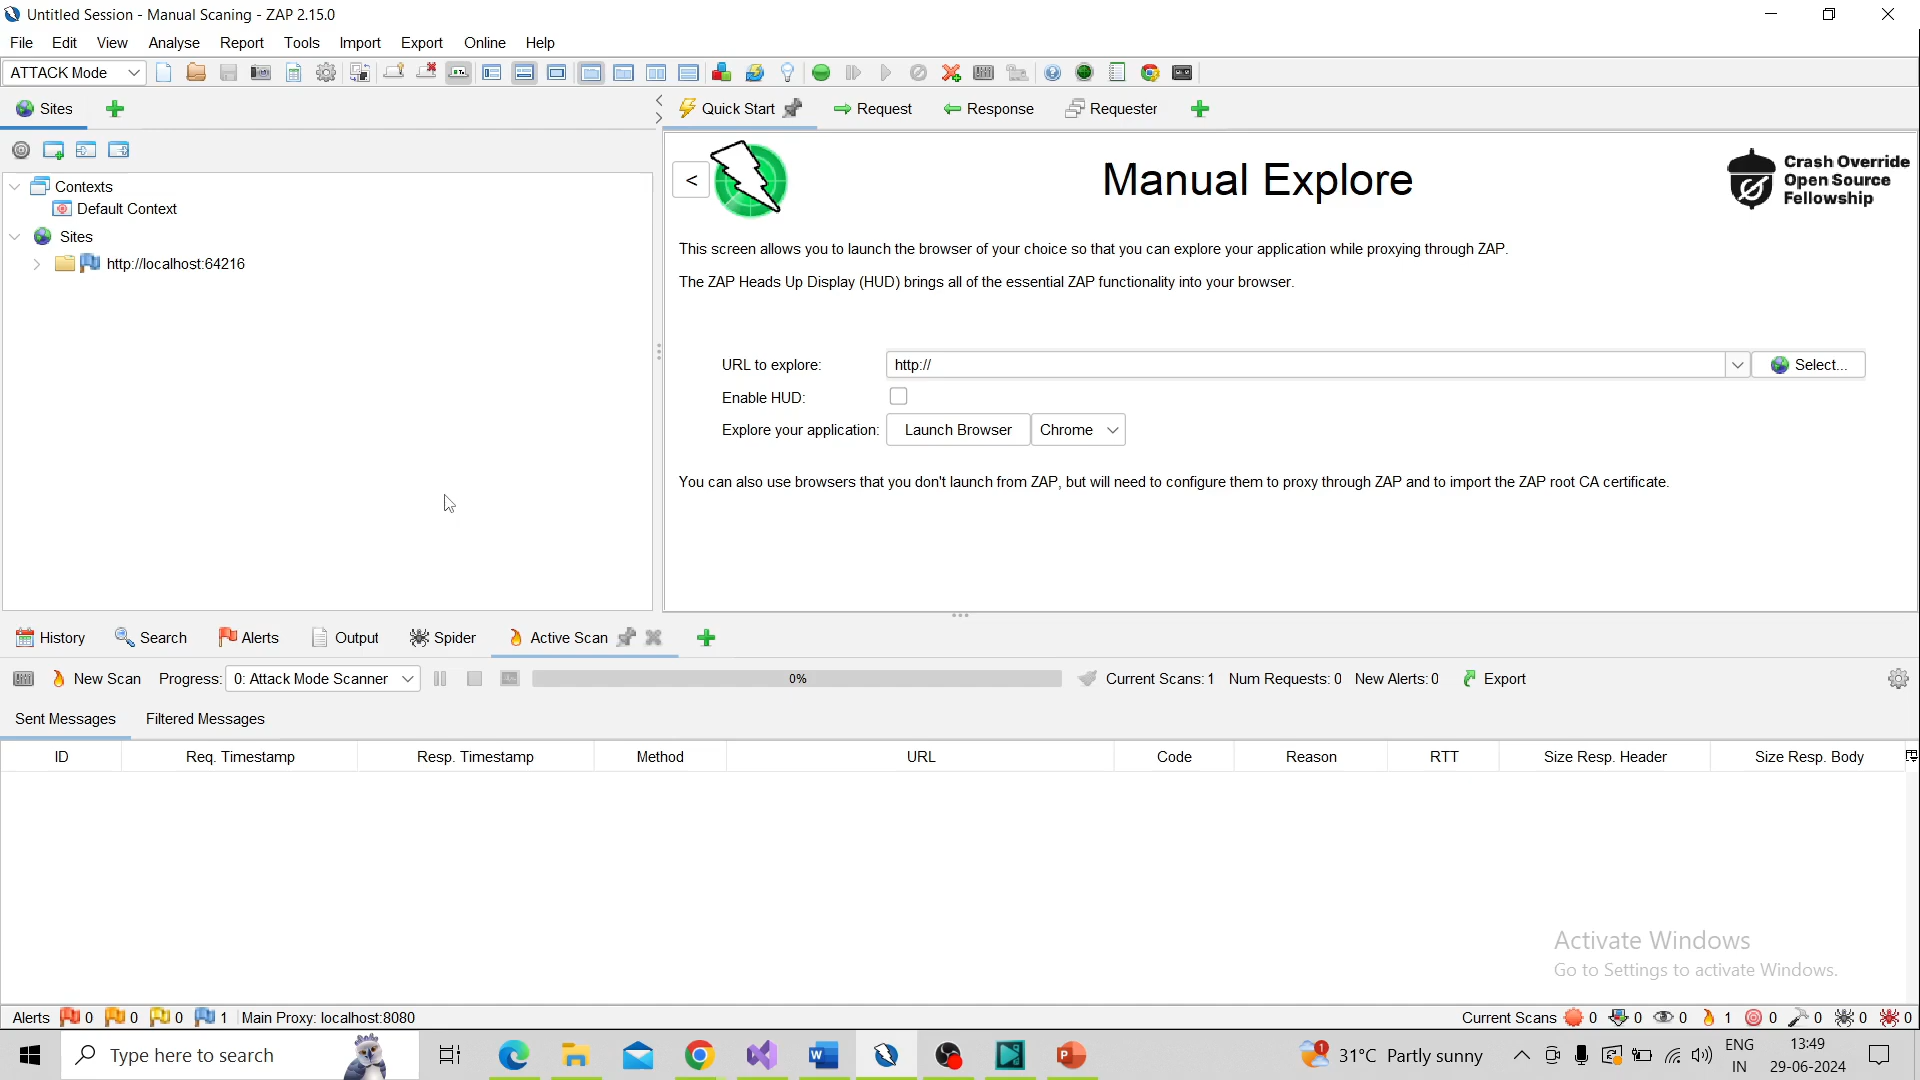 Untitled Session - Manual Scaning - ZAP 2.15.0
File Edit View Analyse Report Tools Import Export Online Help
ATTACK Mode
Sites
Quick Start Request Response Requester
Contexts
Default Context
Sites
http://localhost:64216
<
Manual Explore
Crash Override
Open Source
Fellowship
This screen allows you to launch the browser of your choice so that you can explore your application while proxying through ZAP.
The ZAP Heads Up Display (HUD) brings all of the essential ZAP functionality into your browser.
URL to explore: http:// Select...
Enable HUD:
Explore your application: Launch Browser Chrome
You can also use browsers that you don't launch from ZAP, but will need to configure them to proxy through ZAP and to import the ZAP root CA certificate.
History Search Alerts Output Spider Active Scan
New Scan Progress: 0: Attack Mode Scanner 0% Current Scans: 1 Num Requests: 0 New Alerts: 0 Export
Sent Messages Filtered Messages
ID Req. Timestamp Resp. Timestamp Method URL Code Reason RTT Size Resp. Header Size Resp. Body
Activate Windows
Go to Settings to activate Windows.
Alerts 0 0 0 1 Main Proxy: localhost:8080 Current Scans 0 0 0 1 0 0 0 0
Type here to search 1 31°C Partly sunny ENG IN 13:49 29-06-2024